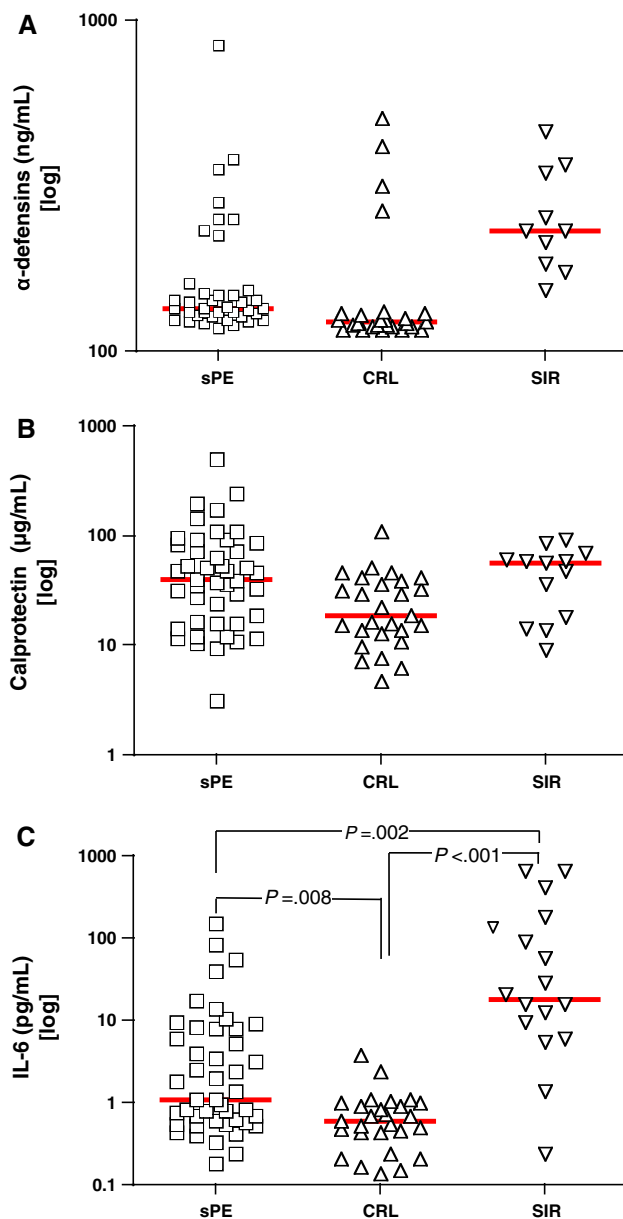 A
α-defensins (ng/mL)
[log]
1000
100
sPE
CRL
SIR
B
Calprotectin (µg/mL)
[log]
1000
100
10
1
sPE
CRL
SIR
C
IL-6 (pg/mL)
[log]
P =.002
P <.001
P =.008
1000
100
10
1
0.1
sPE
CRL
SIR